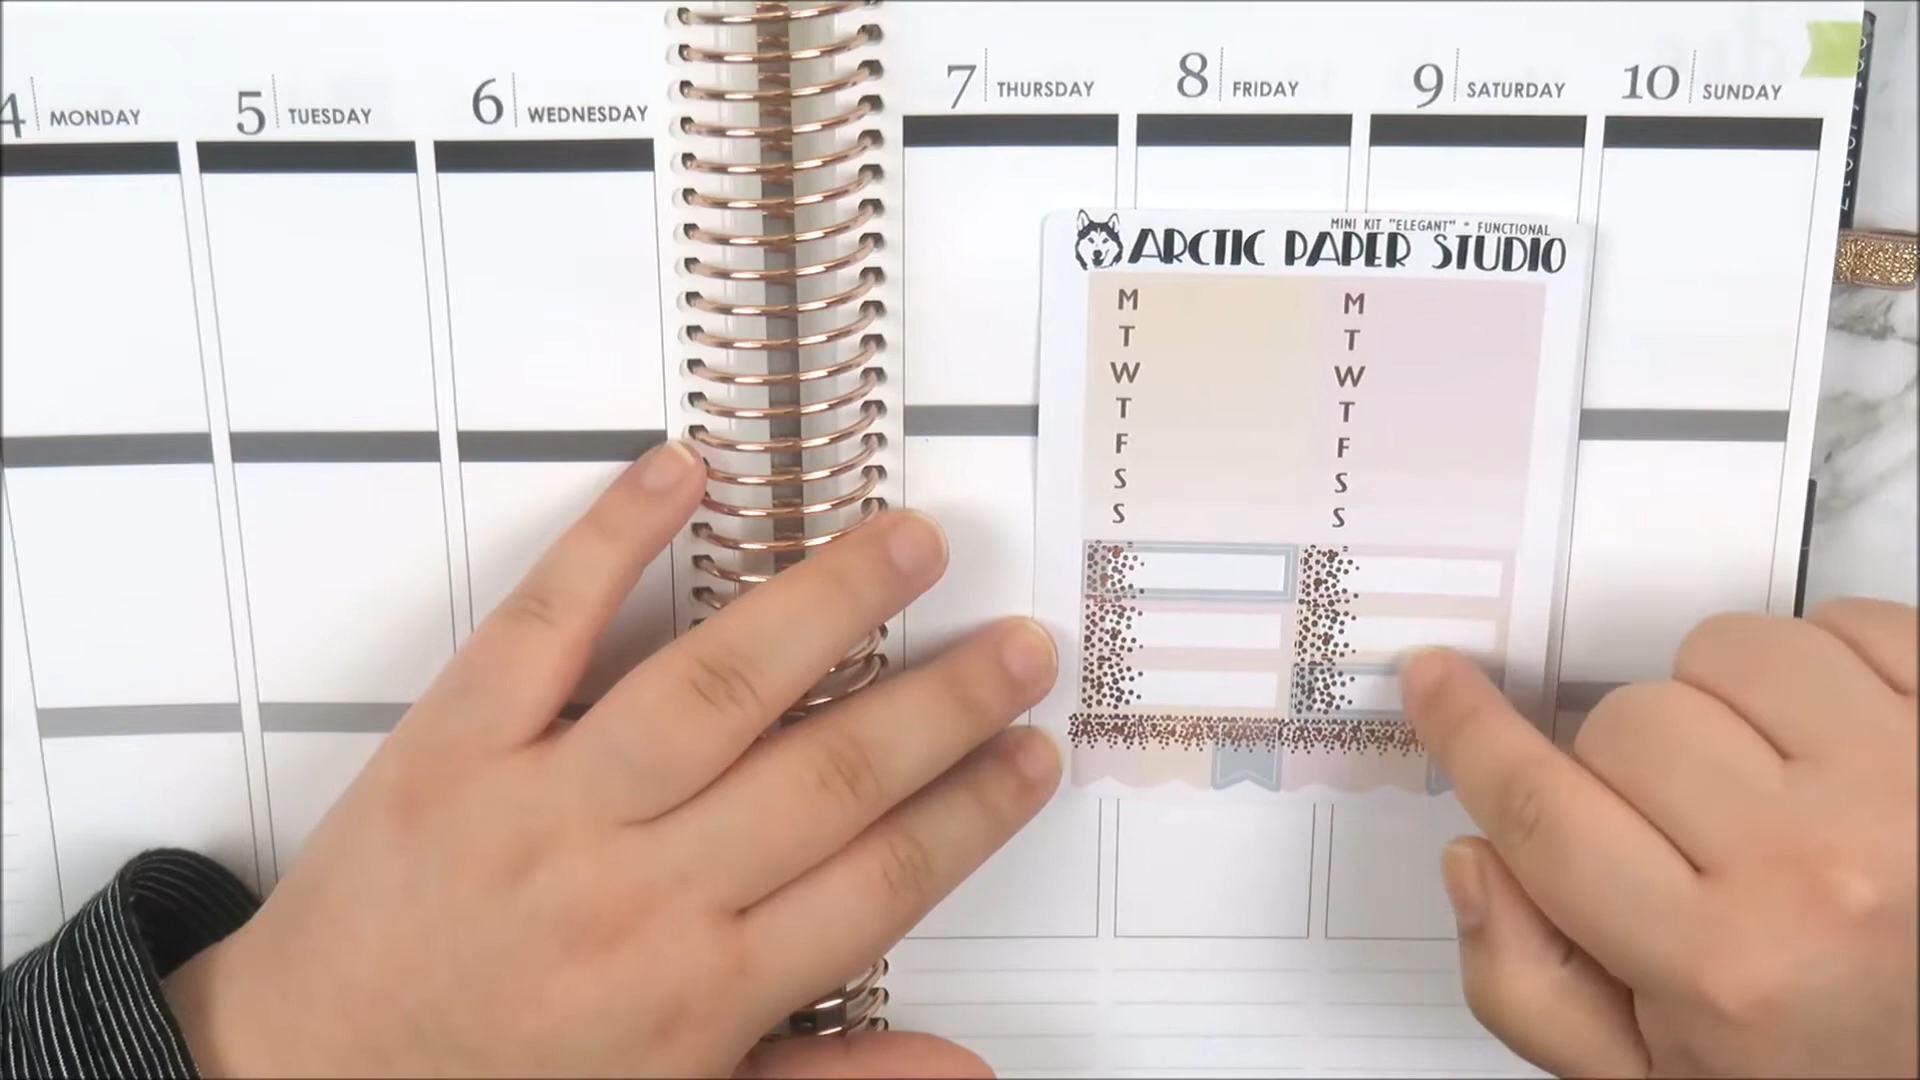 4 MONDAY
5 TUESDAY
6 WEDNESDAY
7 THURSDAY
8 FRIDAY
9 SATURDAY
10 SUNDAY
MINI KIT "ELEGANT" * FUNCTIONAL
ARCTIC PAPER STUDIO
M M
T T
W W
T T
F F
S S
S S